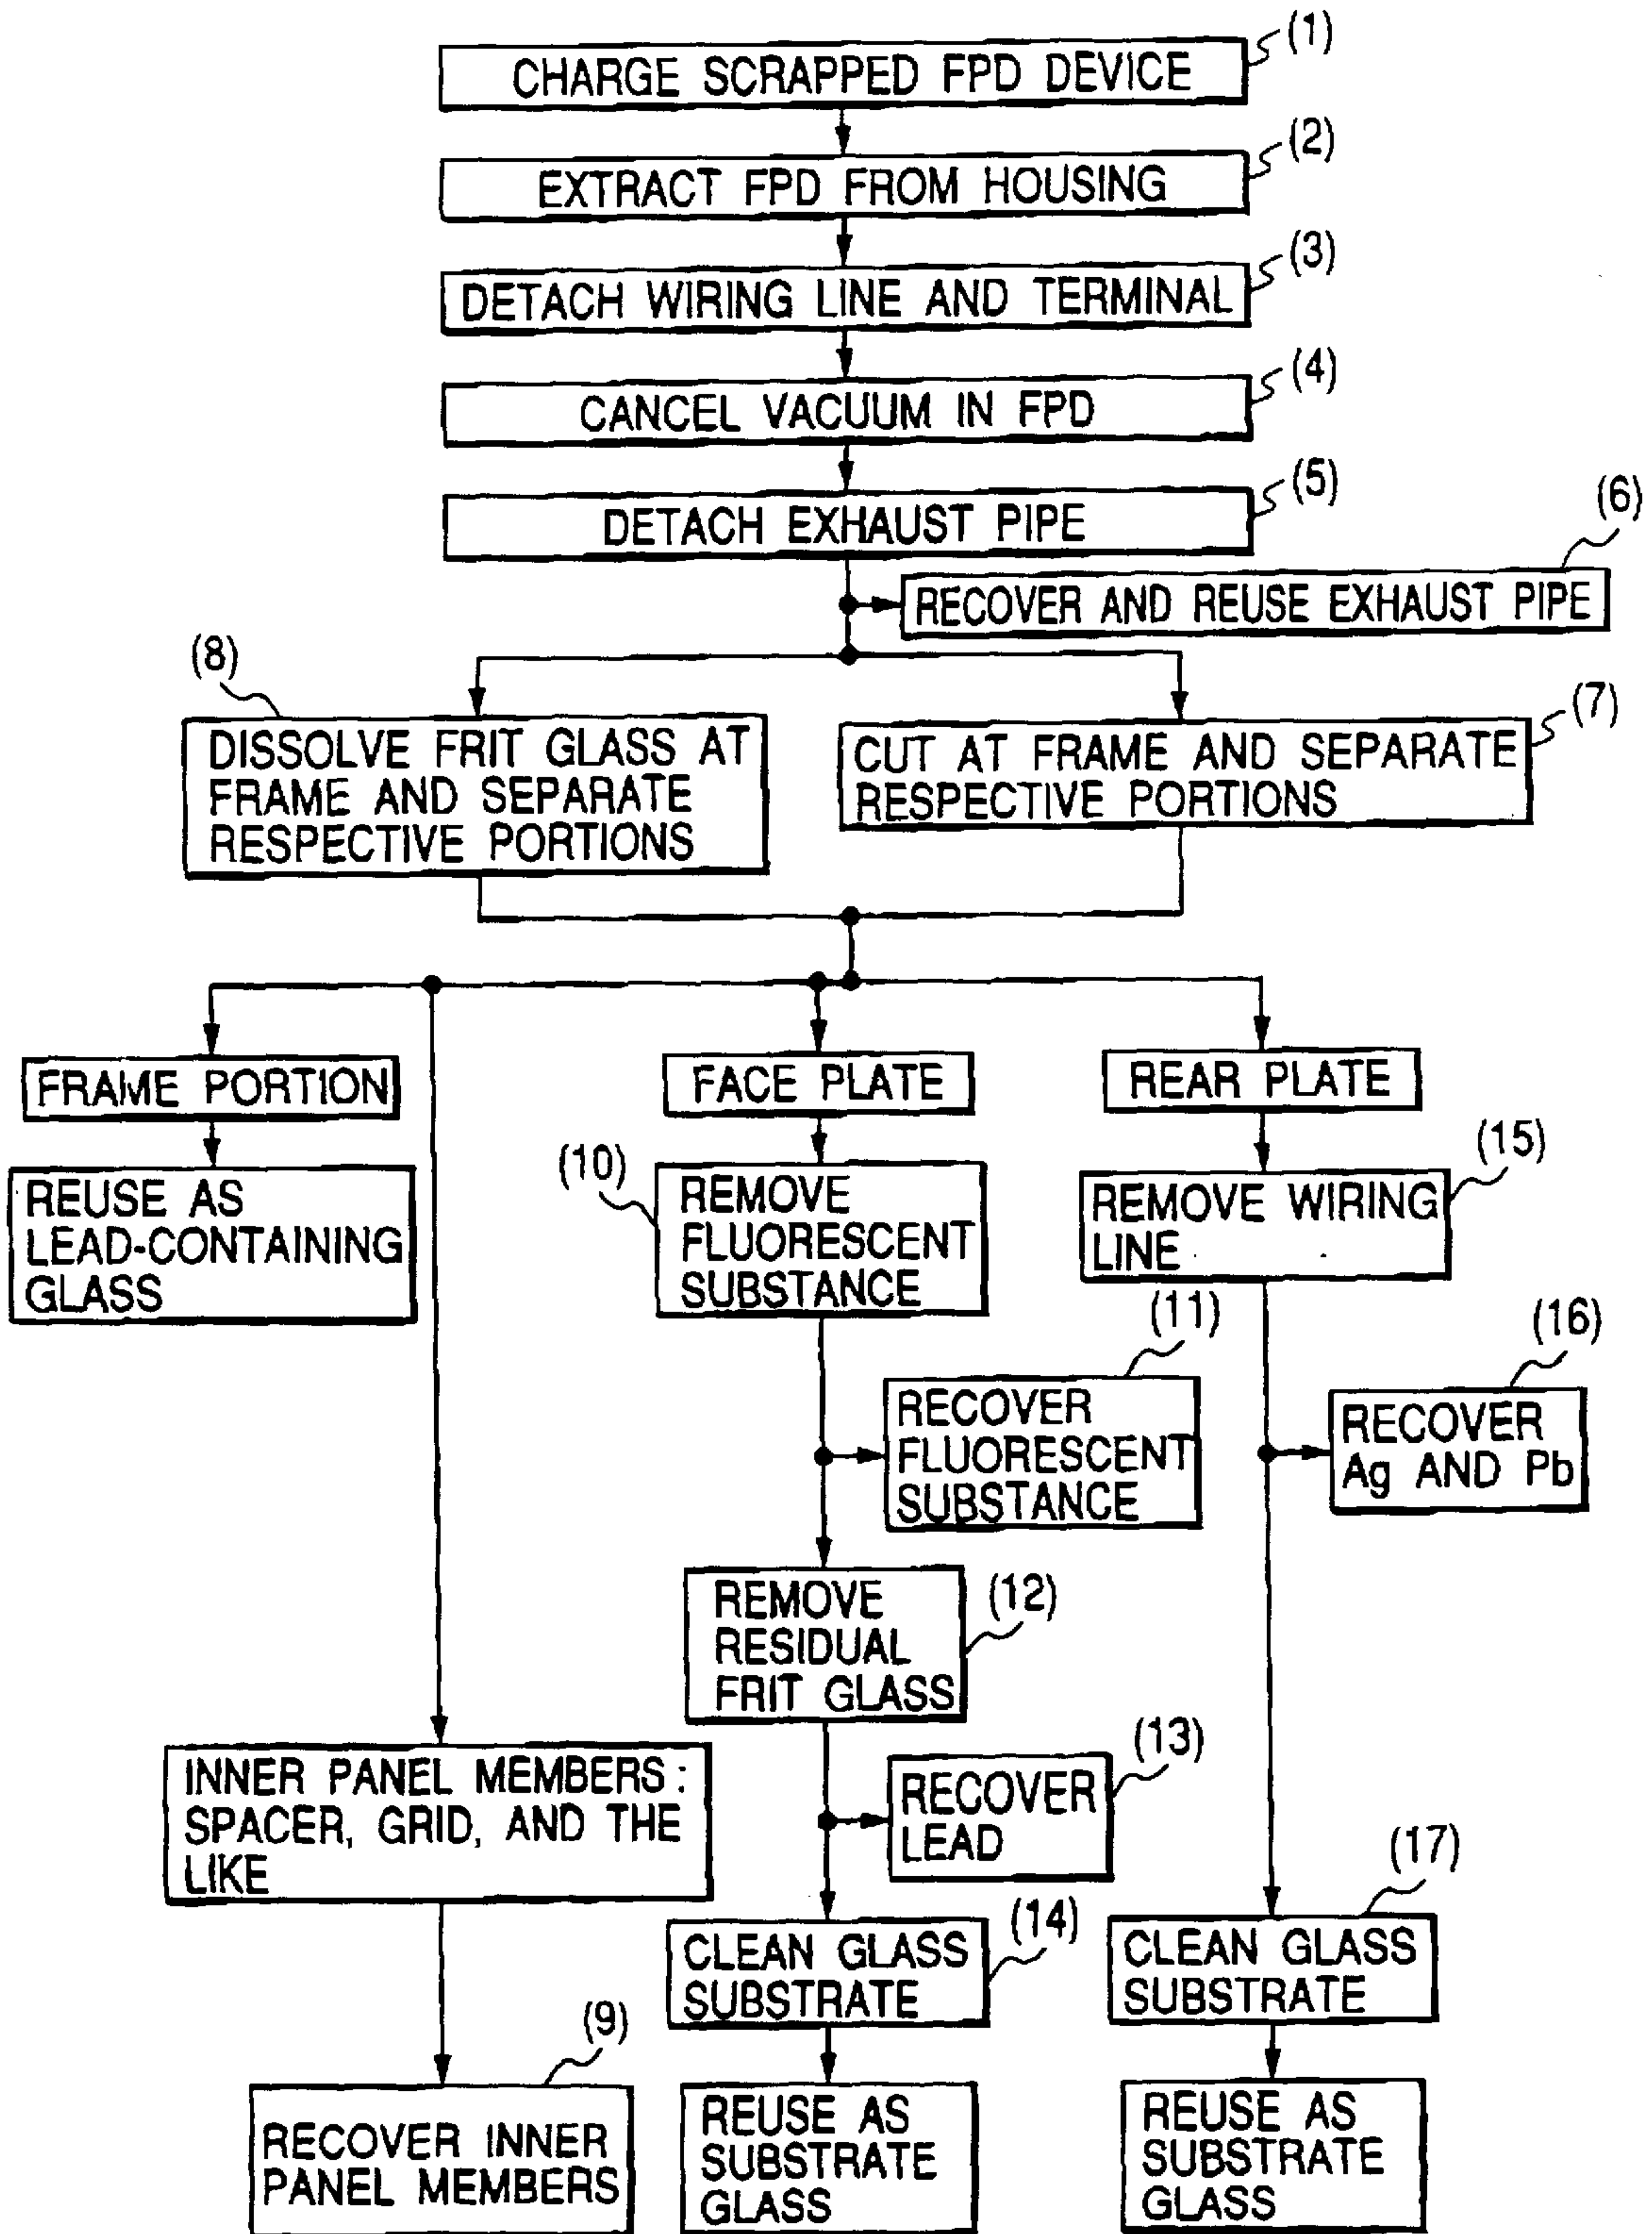 (1)
CHARGE SCRAPPED FPD DEVICE
(2)
EXTRACT FPD FROM HOUSING
(3)
DETACH WIRING LINE AND TERMINAL
(4)
CANCEL VACUUM IN FPD
(5)
DETACH EXHAUST PIPE
(6)
RECOVER AND REUSE EXHAUST PIPE
(8)
DISSOLVE FRIT GLASS AT
FRAME AND SEPARATE
RESPECTIVE PORTIONS
(7)
CUT AT FRAME AND SEPARATE
RESPECTIVE PORTIONS
FRAME PORTION
REUSE AS
LEAD-CONTAINING
GLASS
FACE PLATE
(10)
REMOVE
FLUORESCENT
SUBSTANCE
(11)
RECOVER
FLUORESCENT
SUBSTANCE
REAR PLATE
(15)
REMOVE WIRING
LINE
(16)
RECOVER
Ag AND Pb
(12)
REMOVE
RESIDUAL
FRIT GLASS
(13)
RECOVER
LEAD
INNER PANEL MEMBERS :
SPACER, GRID, AND THE
LIKE
(9)
RECOVER INNER
PANEL MEMBERS
(14)
CLEAN GLASS
SUBSTRATE
REUSE AS
SUBSTRATE
GLASS
(17)
CLEAN GLASS
SUBSTRATE
REUSE AS
SUBSTRATE
GLASS